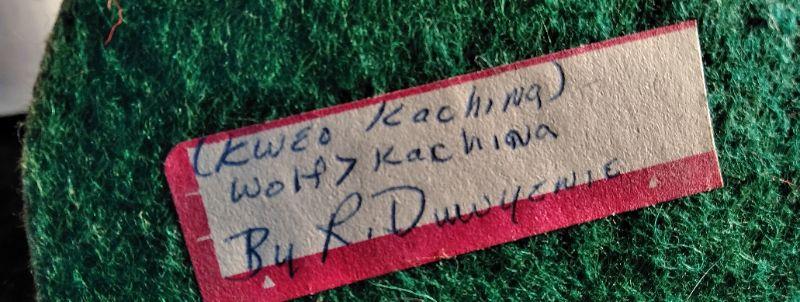 (KWEO Kachina)
Wolf > Kachina
By R. Duwyenie